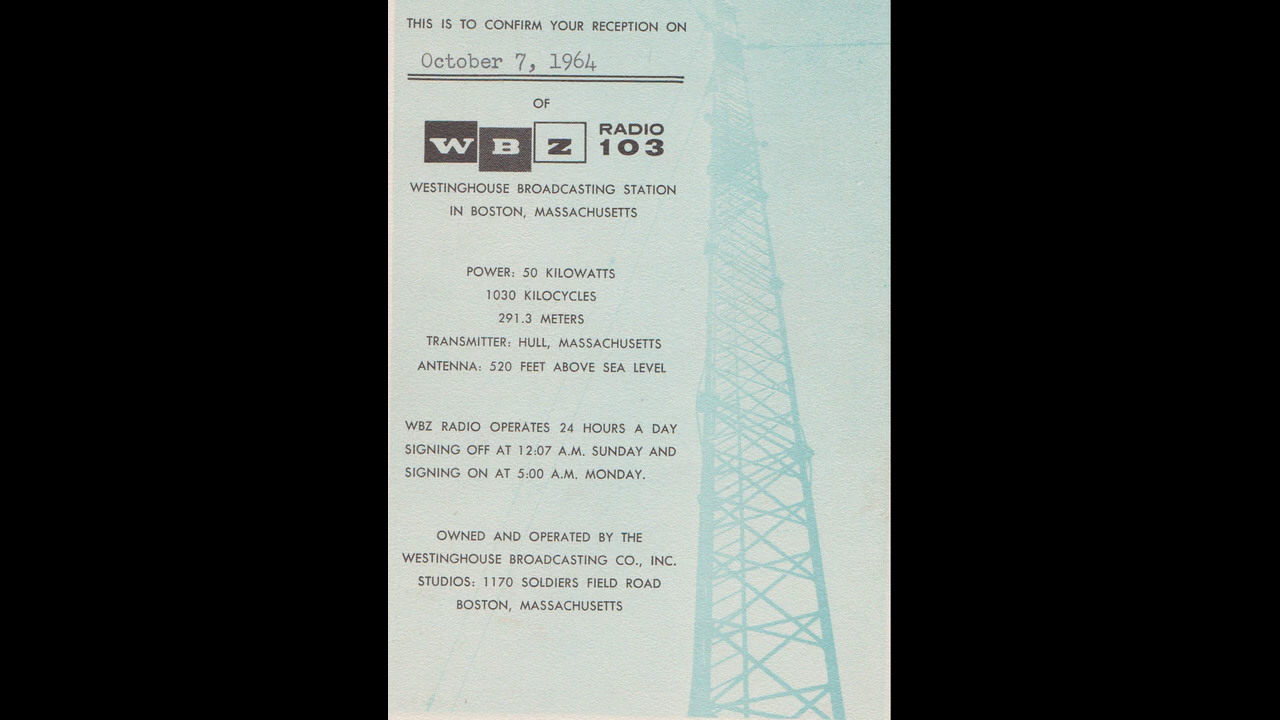 THIS IS TO CONFIRM YOUR RECEPTION ON
October 7, 1964
OF
WBZ RADIO 103
WESTINGHOUSE BROADCASTING STATION
IN BOSTON, MASSACHUSETTS
POWER: 50 KILOWATTS
1030 KILOCYCLES
291.3 METERS
TRANSMITTER: HULL, MASSACHUSETTS
ANTENNA: 520 FEET ABOVE SEA LEVEL
WBZ RADIO OPERATES 24 HOURS A DAY
SIGNING OFF AT 12:07 A.M. SUNDAY AND
SIGNING ON AT 5:00 A.M. MONDAY.
OWNED AND OPERATED BY THE
WESTINGHOUSE BROADCASTING CO., INC.
STUDIOS: 1170 SOLDIERS FIELD ROAD
BOSTON, MASSACHUSETTS